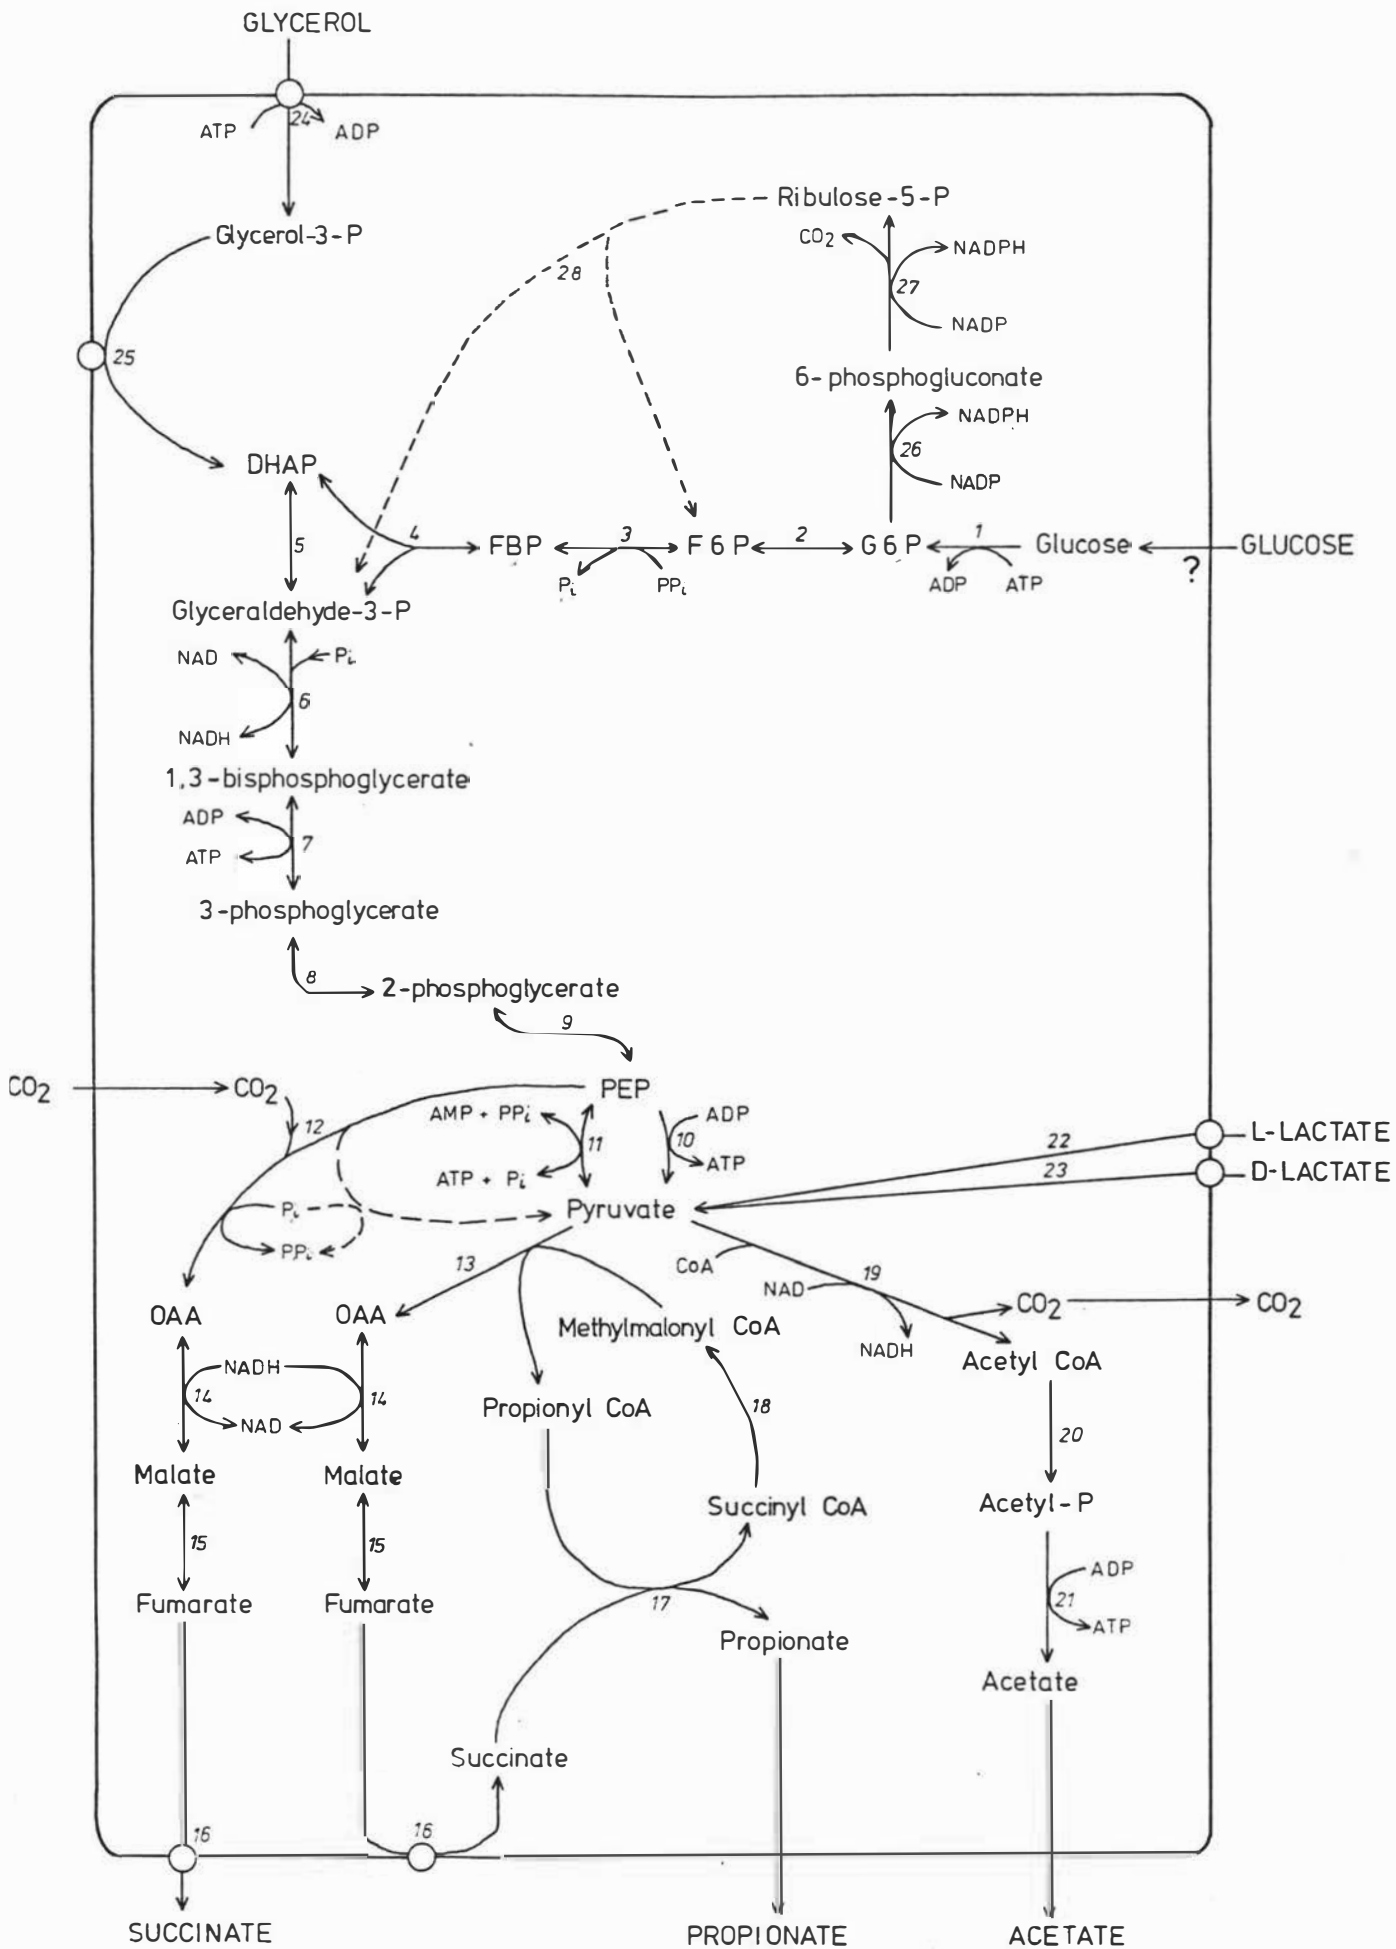 GLYCEROL
24
ATP
ADP
Ribulose-5-P
Glycerol-3-P
CO2
NADPH
28
27
NADP
25
6-phosphogluconate
NADPH
26
DHAP
NADP
5
4
FBP
3
F6P
2
G6P
1
Glucose
GLUCOSE
Pi
PPi
ADP
ATP
?
Glyceraldehyde-3-P
NAD
Pi
6
NADH
1,3-bisphosphoglycerate
ADP
7
ATP
3-phosphoglycerate
8
2-phosphoglycerate
9
CO2
CO2
PEP
12
AMP + PPi
11
10
ADP
L-LACTATE
22
ATP + Pi
ATP
23
D-LACTATE
Pi
Pyruvate
PPi
13
CoA
19
NAD
CO2
CO2
OAA
OAA
Methylmalonyl CoA
NADH
Acetyl CoA
NADH
14
14
NAD
Propionyl CoA
18
20
Malate
Malate
Succinyl CoA
Acetyl-P
15
15
ADP
Fumarate
Fumarate
17
21
ATP
Propionate
Acetate
Succinate
16
16
SUCCINATE
PROPIONATE
ACETATE